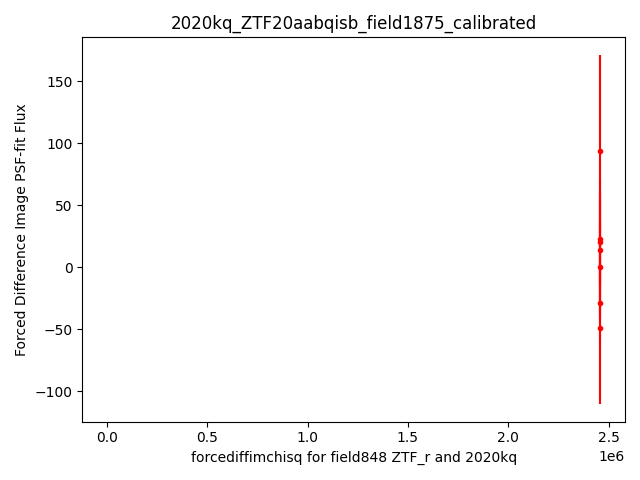 2020kq_ZTF20aabqisb_field1875_calibrated
Forced Difference Image PSF-fit Flux
150
100
50
0
−50
−100
0.0 0.5 1.0 1.5 2.0 2.5
1e6
forcediffimchisq for field848 ZTF_r and 2020kq